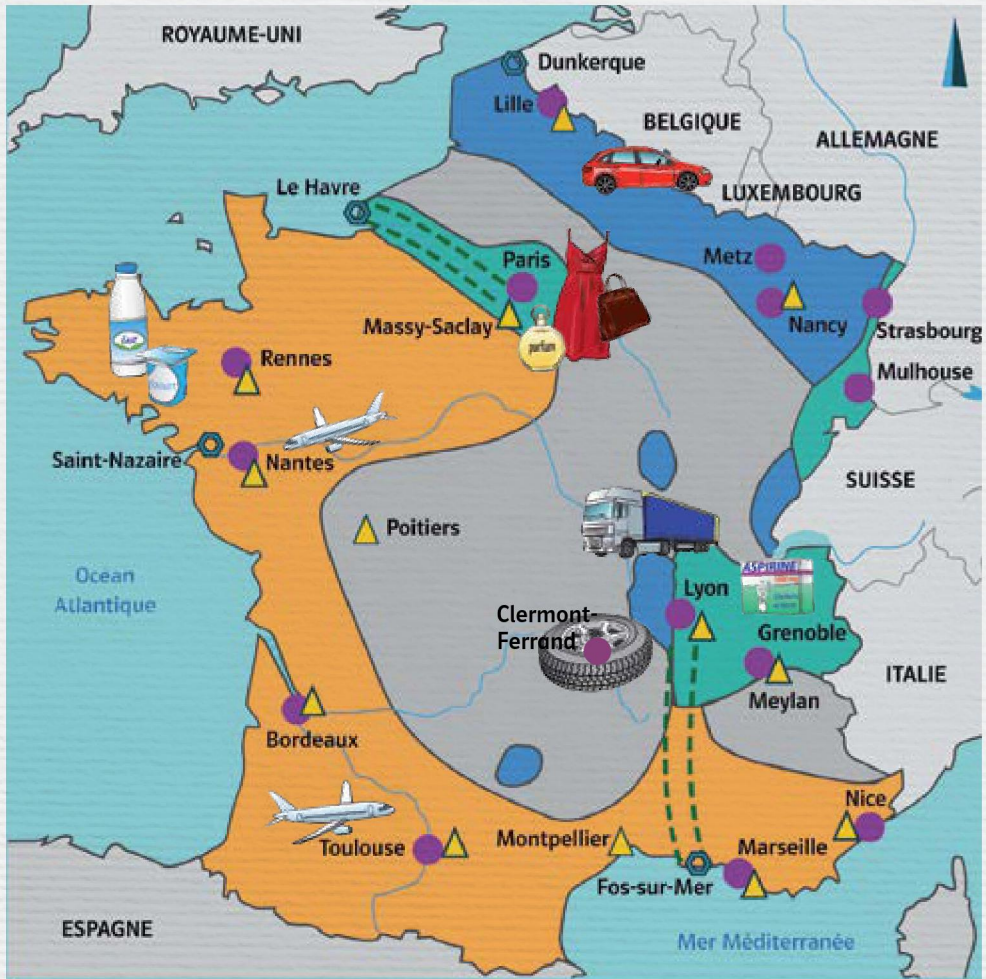 ROYAUME-UNI
Dunkerque
Lille
BELGIQUE
ALLEMAGNE
LUXEMBOURG
Le Havre
Paris
Metz
Massy-Saclay
parfum
Nancy
Strasbourg
Lait
Rennes
Mulhouse
Saint-Nazaire
Nantes
SUISSE
Poitiers
Ocean
Atlantique
ASPIRINE
Lyon
Clermont-
Ferrand
Grenoble
ITALIE
Meylan
Bordeaux
Nice
Toulouse
Montpellier
Marseille
Fos-sur-Mer
ESPAGNE
Mer Méditerranée